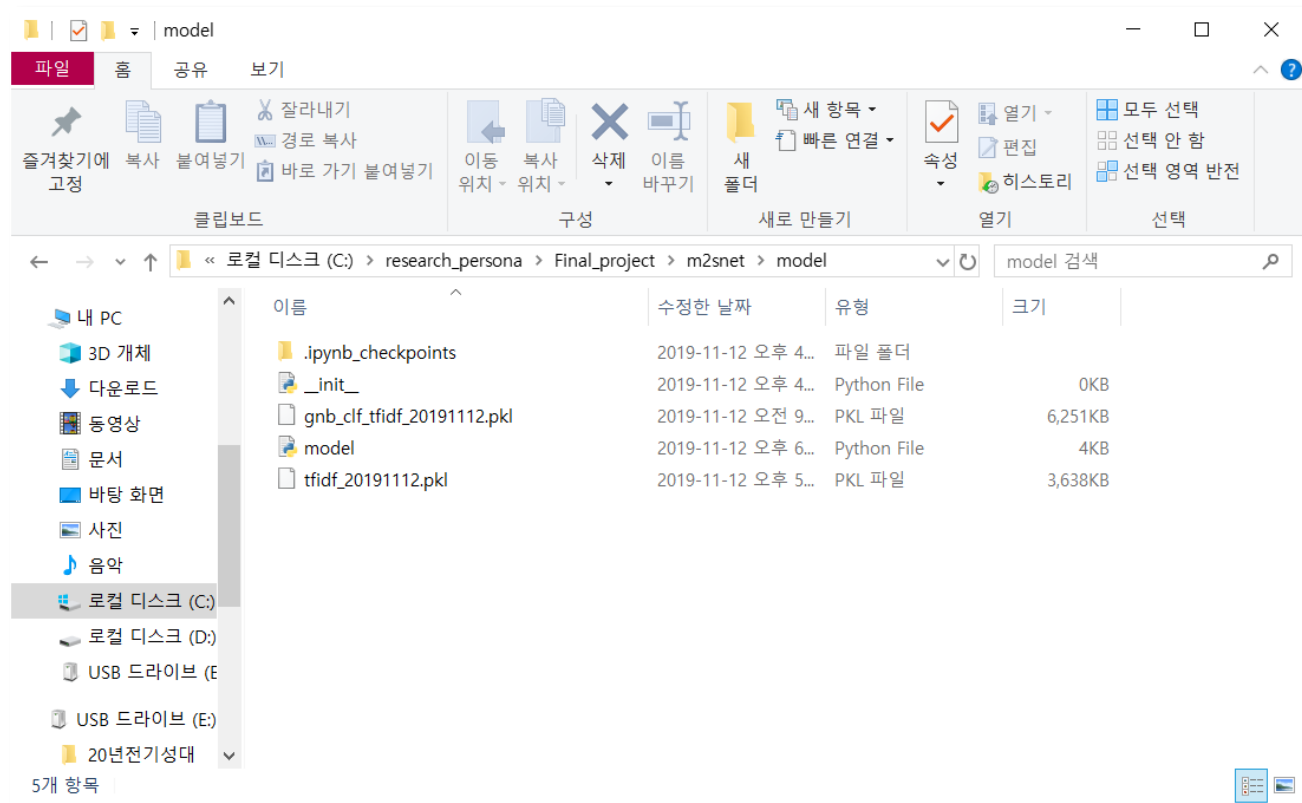 model
파일 홈 공유 보기
즐겨찾기에 고정
복사
붙여넣기
잘라내기
경로 복사
바로 가기 붙여넣기
클립보드
이동 위치
복사 위치
삭제
이름 바꾸기
구성
새 폴더
새 항목
빠른 연결
새로 만들기
속성
열기
편집
히스토리
열기
모두 선택
선택 안 함
선택 영역 반전
선택
« 로컬 디스크 (C:) > research_persona > Final_project > m2snet > model
model 검색
내 PC
3D 개체
다운로드
동영상
문서
바탕 화면
사진
음악
로컬 디스크 (C:)
로컬 디스크 (D:)
USB 드라이브 (E
USB 드라이브 (E:)
20년전기성대
이름 수정한 날짜 유형 크기
.ipynb_checkpoints 2019-11-12 오후 4... 파일 폴더
__init__ 2019-11-12 오후 4... Python File 0KB
gnb_clf_tfidf_20191112.pkl 2019-11-12 오전 9... PKL 파일 6,251KB
model 2019-11-12 오후 6... Python File 4KB
tfidf_20191112.pkl 2019-11-12 오후 5... PKL 파일 3,638KB
5개 항목